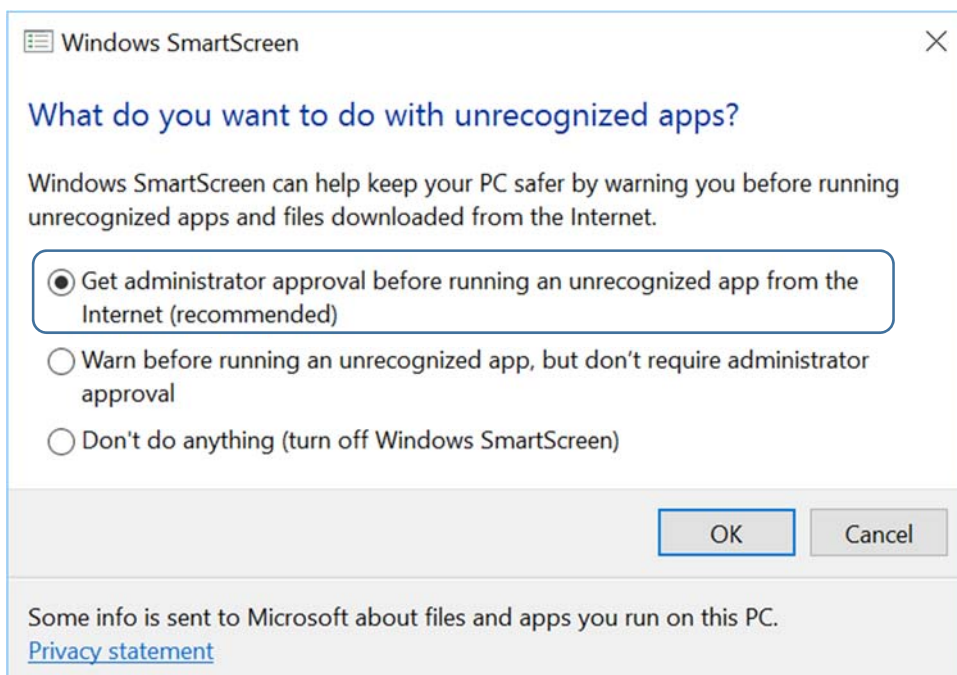 Windows SmartScreen
What do you want to do with unrecognized apps?
Windows SmartScreen can help keep your PC safer by warning you before running
unrecognized apps and files downloaded from the Internet.
Get administrator approval before running an unrecognized app from the
Internet (recommended)
Warn before running an unrecognized app, but don’t require administrator
approval
Don't do anything (turn off Windows SmartScreen)
OK
Cancel
Some info is sent to Microsoft about files and apps you run on this PC.
Privacy statement